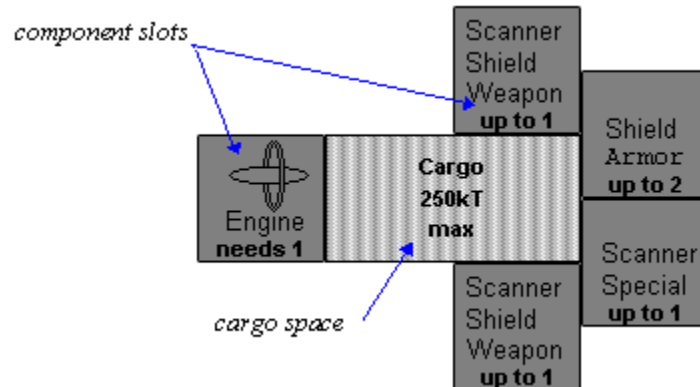 component slots
Scanner
Shield
Weapon
up to 1
Shield
Armor
up to 2
Engine
needs 1
Cargo
250kT
max
Scanner
Special
up to 1
cargo space
Scanner
Shield
Weapon
up to 1